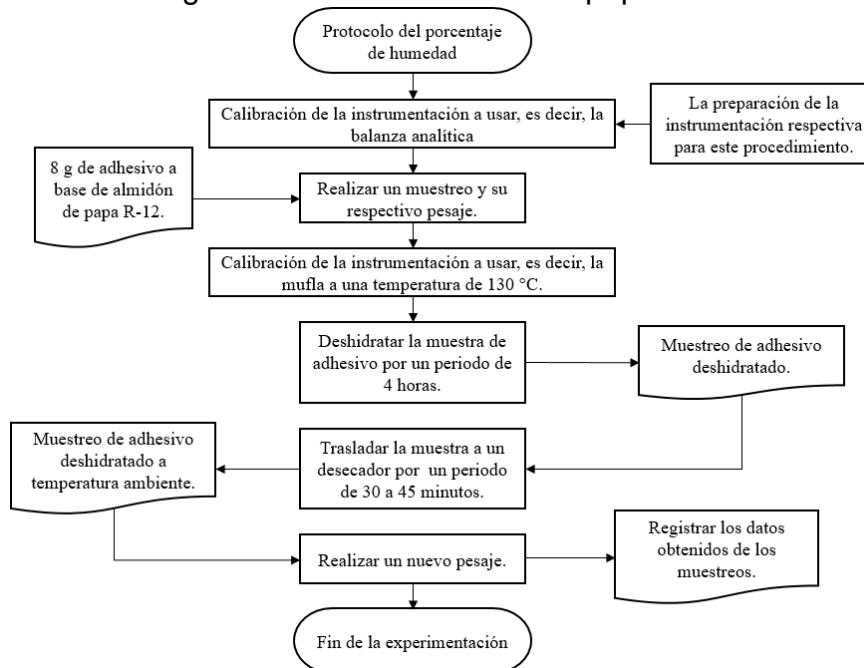 Protocolo del porcentaje
de humedad
Calibración de la instrumentación a usar, es decir, la
balanza analítica
La preparación de la
instrumentación respectiva
para este procedimiento.
8 g de adhesivo a
base de almidón
de papa R-12.
Realizar un muestreo y su
respectivo pesaje.
Calibración de la instrumentación a usar, es decir, la
mufla a una temperatura de 130 °C.
Deshidratar la muestra de
adhesivo por un periodo de
4 horas.
Muestreo de adhesivo
deshidratado.
Trasladar la muestra a un
desecador por un periodo
de 30 a 45 minutos.
Muestreo de adhesivo
deshidratado a
temperatura ambiente.
Realizar un nuevo pesaje.
Registrar los datos
obtenidos de los
muestreos.
Fin de la experimentación